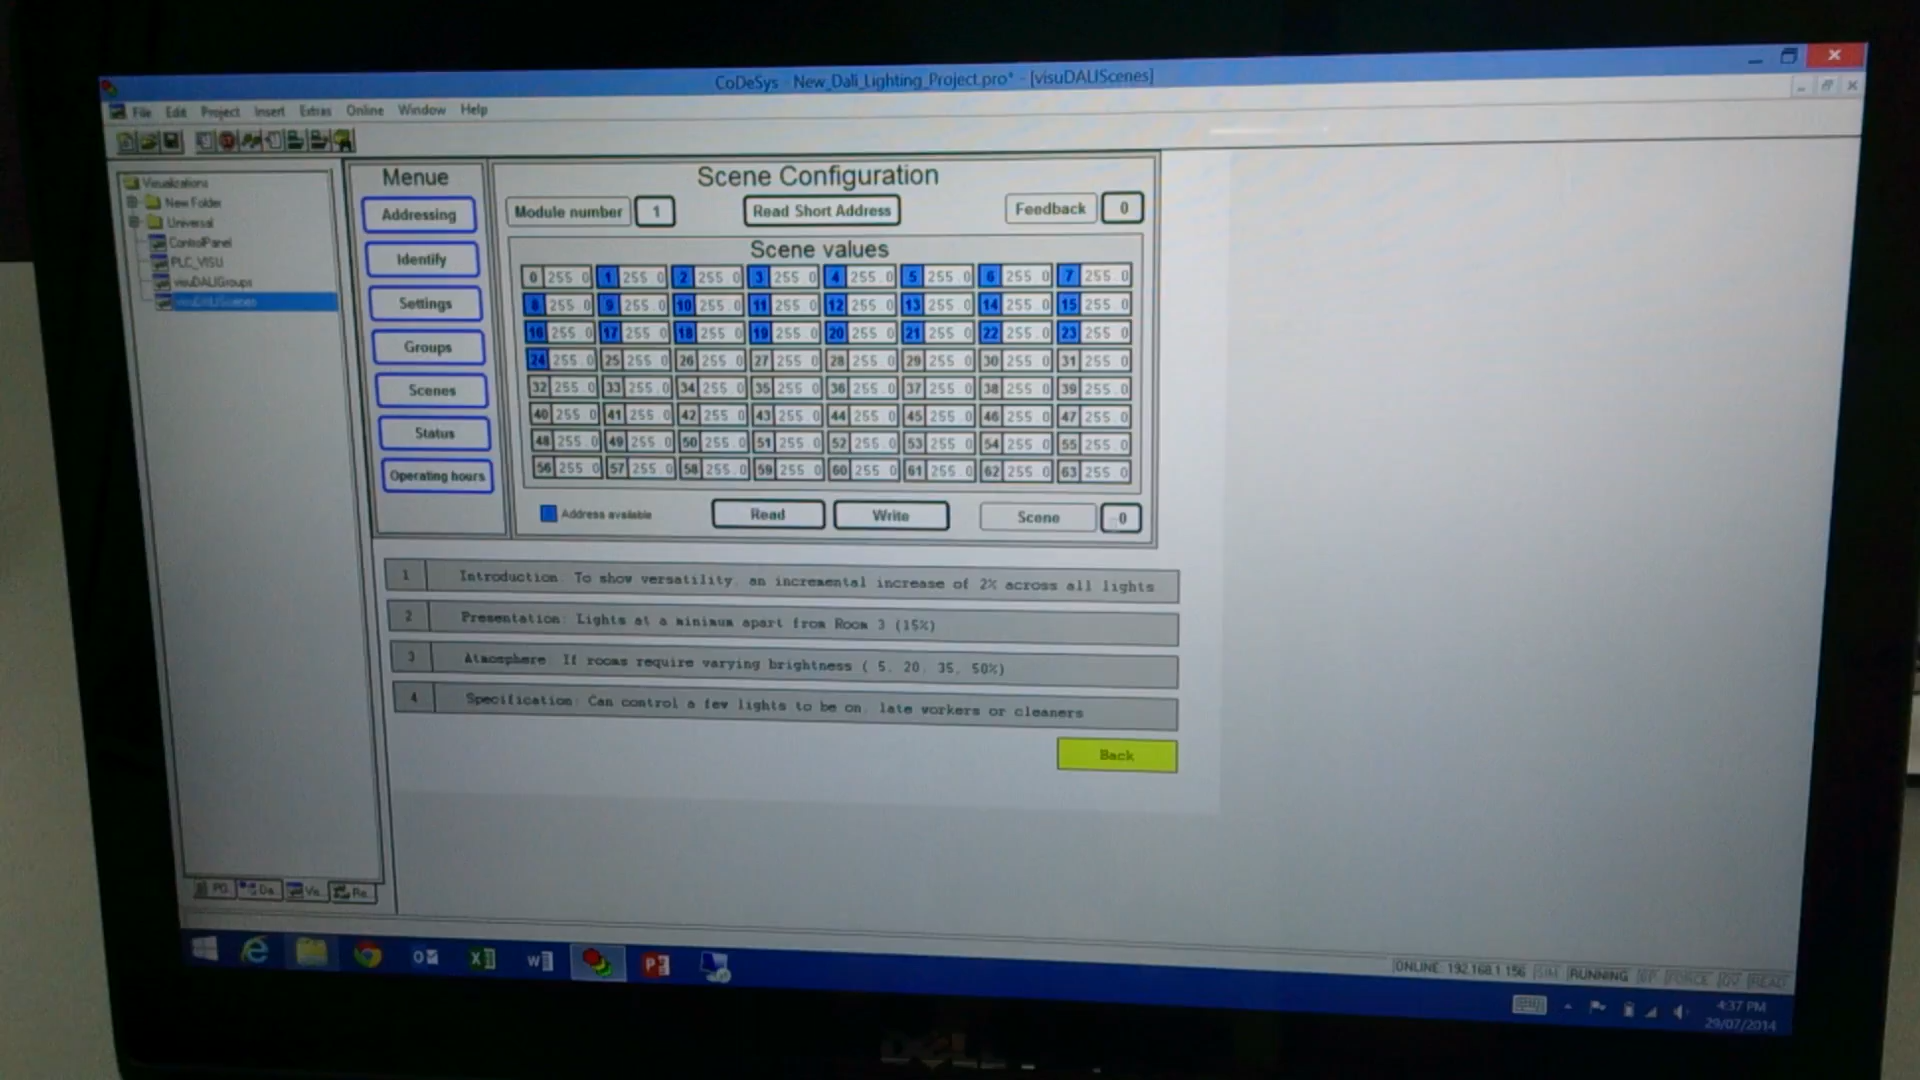 CoDeSys - New_Dali_Lighting_Project.pro* - [visuDALIScenes]
File Edit Project Insert Extras Online Window Help
Visualizations
New Folder
Universal
ControlPanel
PLC_VISU
visuDALIGroups
visuDALIScenes
Menue
Addressing
Identify
Settings
Groups
Scenes
Status
Operating hours
Scene Configuration
Module number 1 Read Short Address Feedback 0
Scene values
0 255.0 1 255.0 2 255.0 3 255.0 4 255.0 5 255.0 6 255.0 7 255.0
8 255.0 9 255.0 10 255.0 11 255.0 12 255.0 13 255.0 14 255.0 15 255.0
16 255.0 17 255.0 18 255.0 19 255.0 20 255.0 21 255.0 22 255.0 23 255.0
24 255.0 25 255.0 26 255.0 27 255.0 28 255.0 29 255.0 30 255.0 31 255.0
32 255.0 33 255.0 34 255.0 35 255.0 36 255.0 37 255.0 38 255.0 39 255.0
40 255.0 41 255.0 42 255.0 43 255.0 44 255.0 45 255.0 46 255.0 47 255.0
48 255.0 49 255.0 50 255.0 51 255.0 52 255.0 53 255.0 54 255.0 55 255.0
56 255.0 57 255.0 58 255.0 59 255.0 60 255.0 61 255.0 62 255.0 63 255.0
Address available Read Write Scene 0
1 Introduction: To show versatility, an incremental increase of 2% across all lights
2 Presentation: Lights at a minimum apart from Room 3 (15%)
3 Atmosphere: If rooms require varying brightness ( 5, 20, 35, 50%)
4 Specification: Can control a few lights to be on, late workers or cleaners
Back
PO... Da... Vis... Re...
ONLINE: 192.168.1.156 SIM RUNNING BP FORCE OV READ
4:37 PM
29/07/2014
DELL